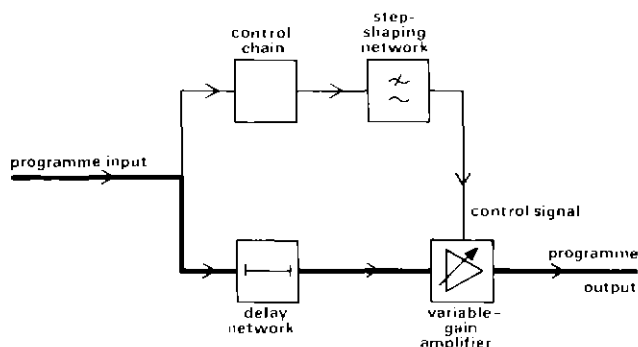 control
chain
step-
shaping
network
programme input
control signal
programme
output
delay
network
variable-
gain
amplifier